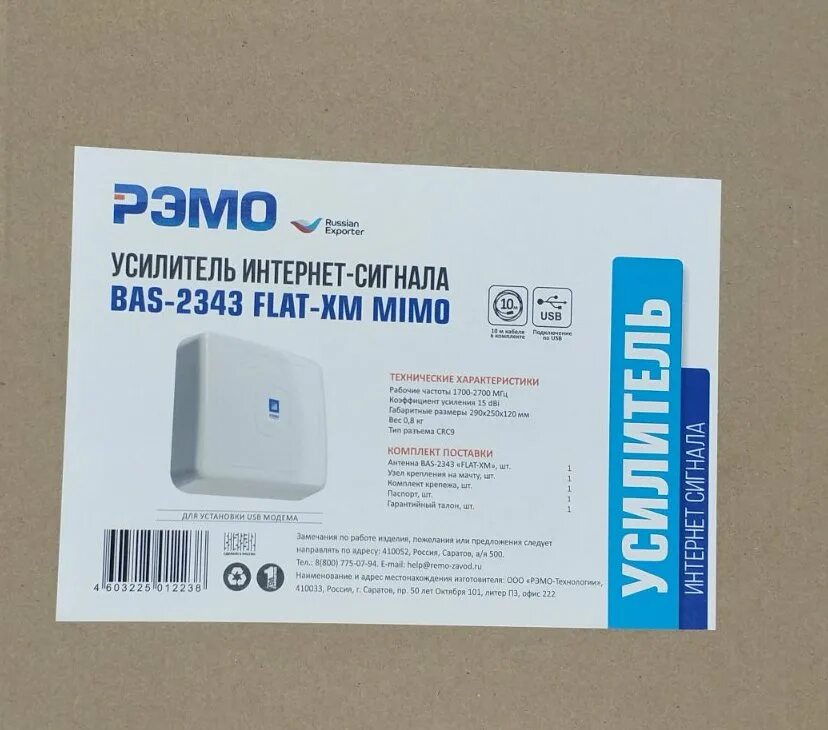 РЭМО
Russian
Exporter
УСИЛИТЕЛЬ ИНТЕРНЕТ-СИГНАЛА
BAS-2343 FLAT-XM MIMO
10 м
10 м кабеля
в комплекте
USB
Подключение
по USB
ТЕХНИЧЕСКИЕ ХАРАКТЕРИСТИКИ
Рабочие частоты 1700-2700 МГц
Коэффициент усиления 15 dBi
Габаритные размеры 290х250х120 мм
Вес 0,8 кг
Тип разъема CRC9
КОМПЛЕКТ ПОСТАВКИ
Антенна BAS-2343 «FLAT-XM», шт. 1
Узел крепления на мачту, шт. 1
Комплект крепежа, шт. 1
Паспорт, шт. 1
Гарантийный талон, шт. 1
ДЛЯ УСТАНОВКИ USB МОДЕМА
4 603225 012238
Замечания по работе изделия, пожелания или предложения следует
направлять по адресу: 410052, Россия, Саратов, а/я 500.
Тел.: 8(800) 775-07-94. E-mail: help@remo-zavod.ru
Наименование и адрес местонахождения изготовителя: ООО «РЭМО-Технологии»,
410033, Россия, г. Саратов, пр. 50 лет Октября 101, литер П3, офис 222
УСИЛИТЕЛЬ
ИНТЕРНЕТ СИГНАЛА